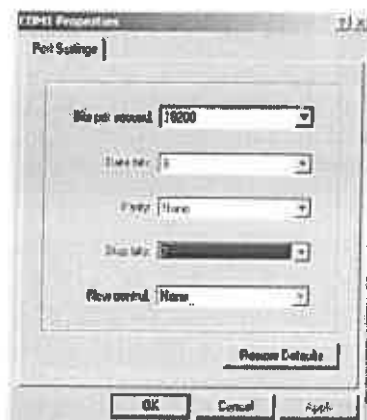 COM1 Properties
Port Settings
Bits per second: 19200
Data bits: 8
Parity: None
Stop bits:
Flow control: None
Restore Defaults
OK Cancel Apply